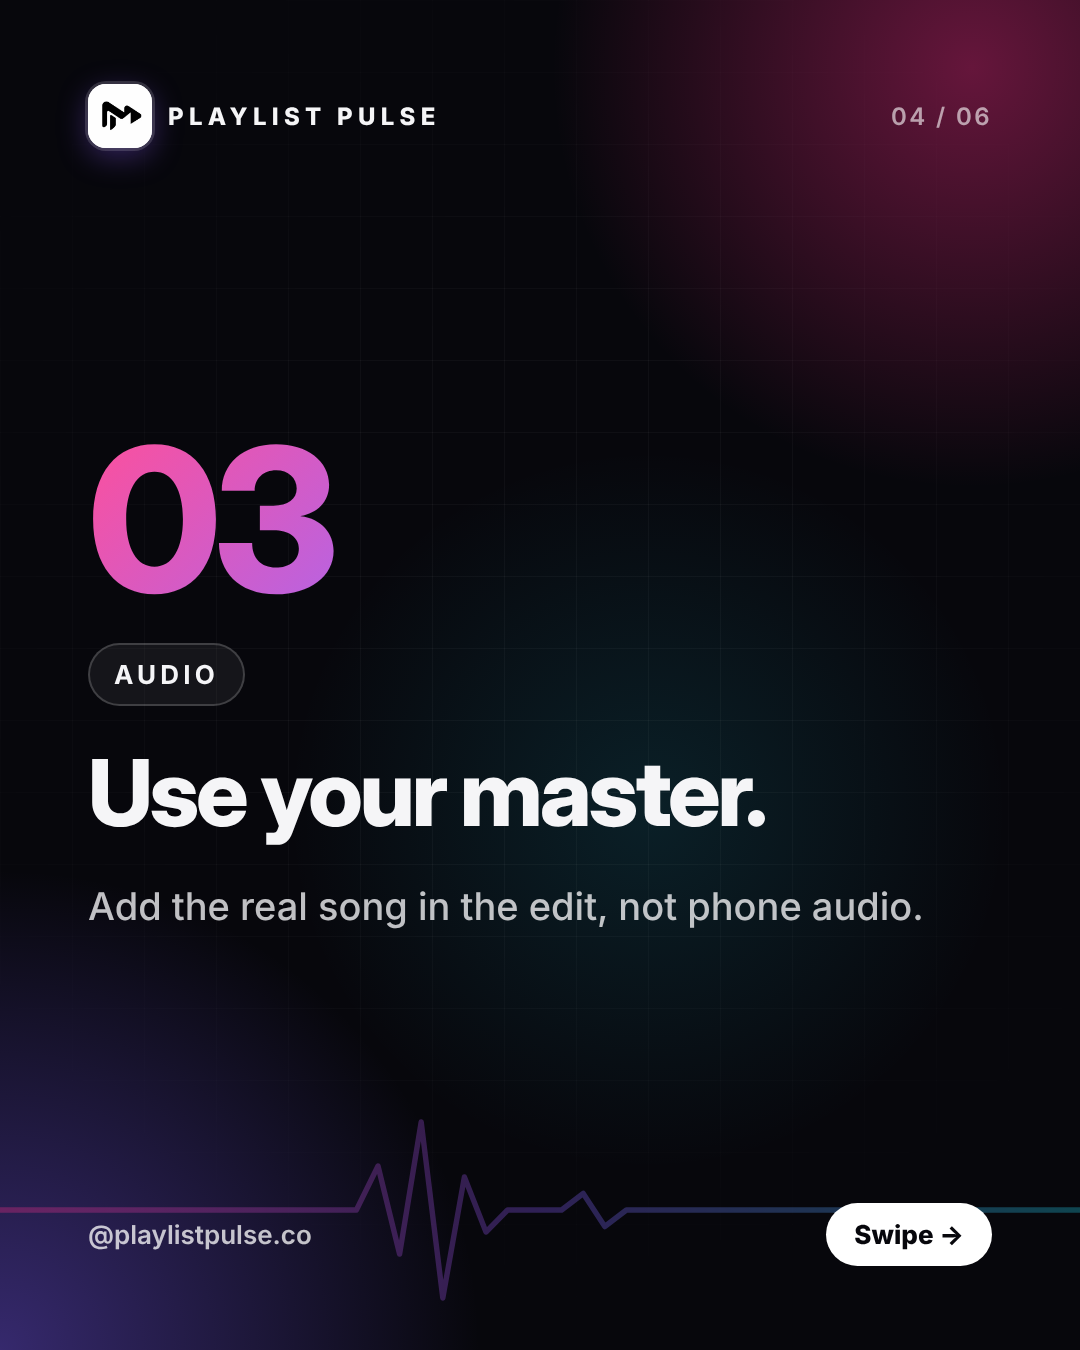 PLAYLIST PULSE
04 / 06
03
AUDIO
Use your master.
Add the real song in the edit, not phone audio.
@playlistpulse.co
Swipe →